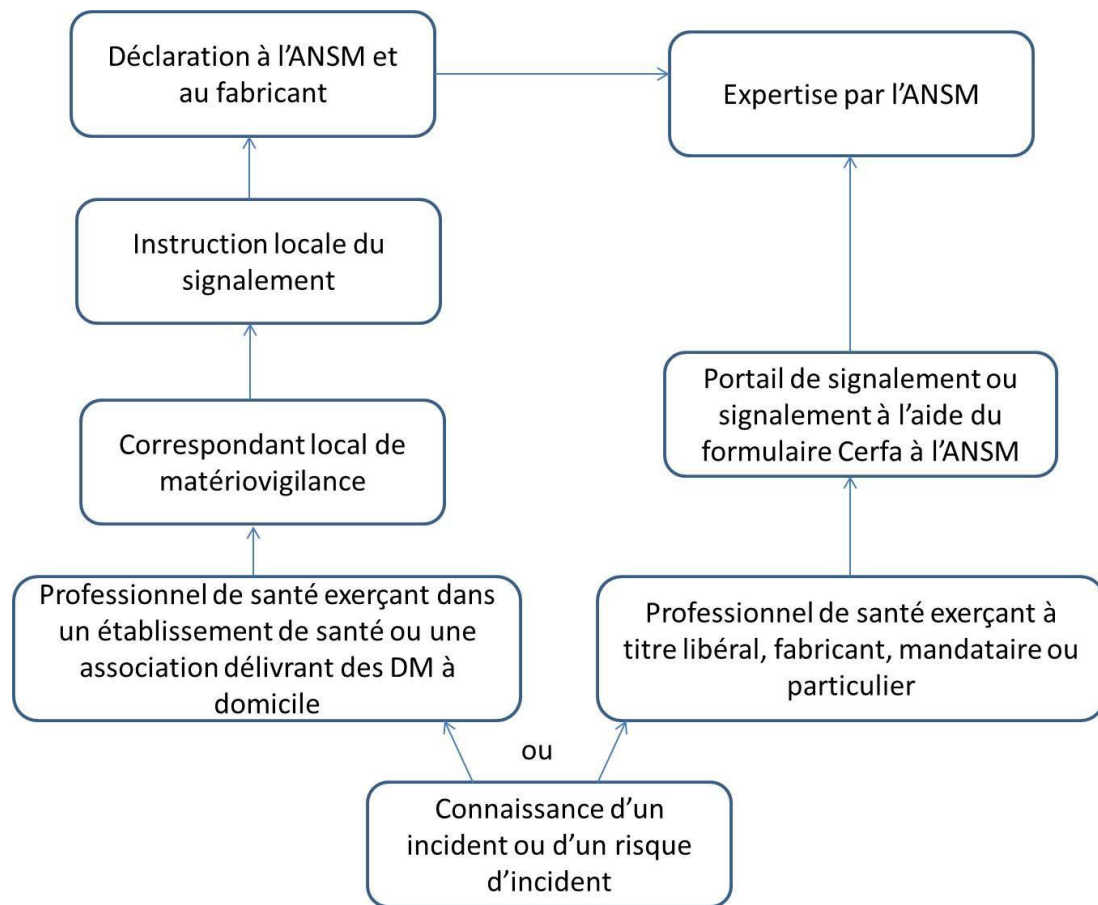 Déclaration à l'ANSM et
au fabricant
Expertise par l'ANSM
Instruction locale du
signalement
Portail de signalement ou
signalement à l'aide du
formulaire Cerfa à l'ANSM
Correspondant local de
matériovigilance
Professionnel de santé exerçant dans
un établissement de santé ou une
association délivrant des DM à
domicile
Professionnel de santé exerçant à
titre libéral, fabricant, mandataire ou
particulier
ou
Connaissance d'un
incident ou d'un risque
d'incident